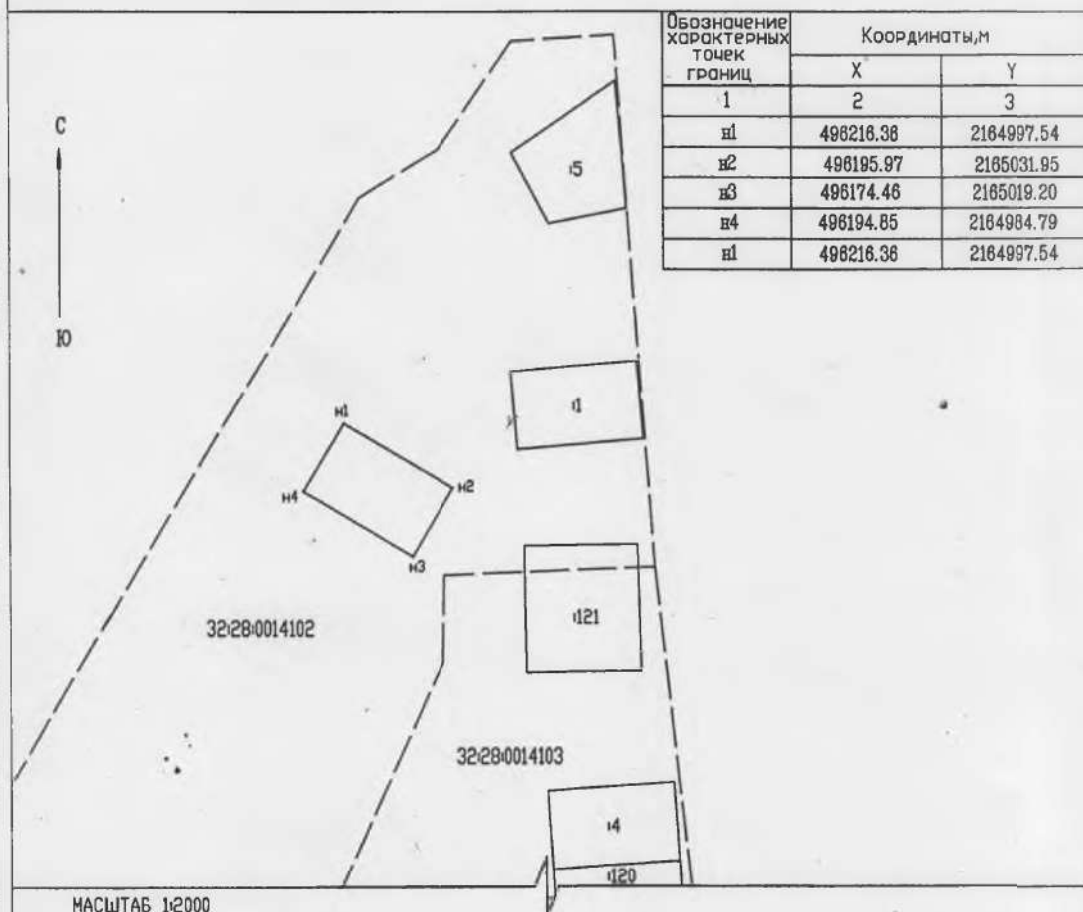 Обозначение характерных точек границ
Координаты,м
X Y
1 2 3
н1 496216.36 2164997.54
н2 496195.97 2165031.95
н3 496174.46 2165019.20
н4 496194.85 2164984.79
н1 496216.36 2164997.54
С
Ю
:5
:1
н1
н2
н4
н3
:121
32:28:0014102
32:28:0014103
:4
:120
МАСШТАБ 1:2000